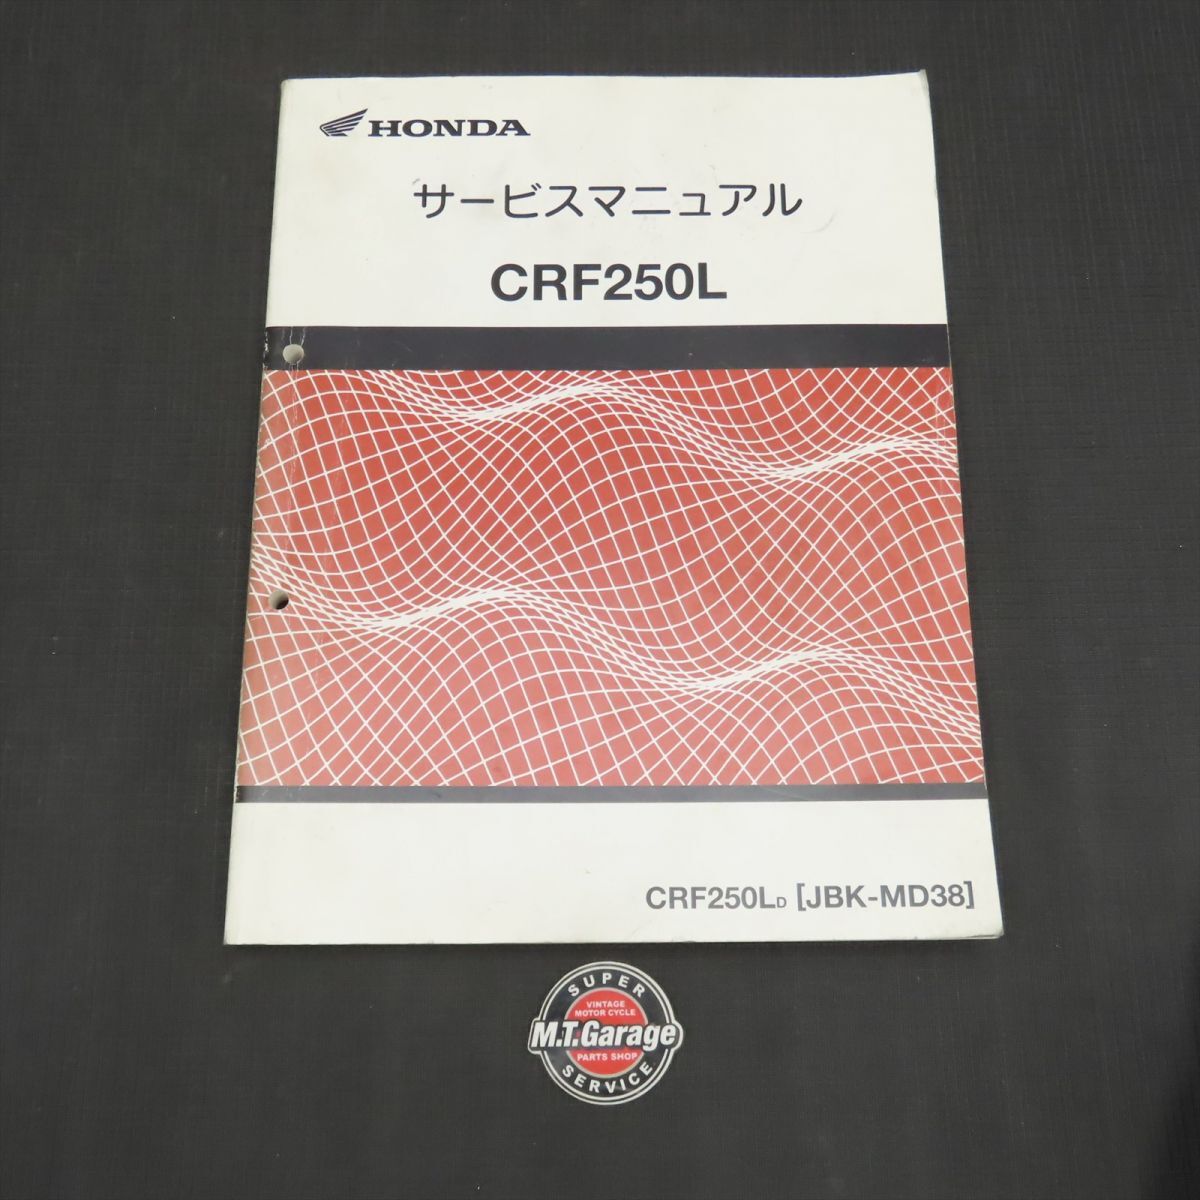 HONDA
サービスマニュアル
CRF250L
CRF250LD [JBK-MD38]
SUPER
VINTAGE
MOTOR CYCLE
M.T.Garage
PARTS SHOP
SERVICE